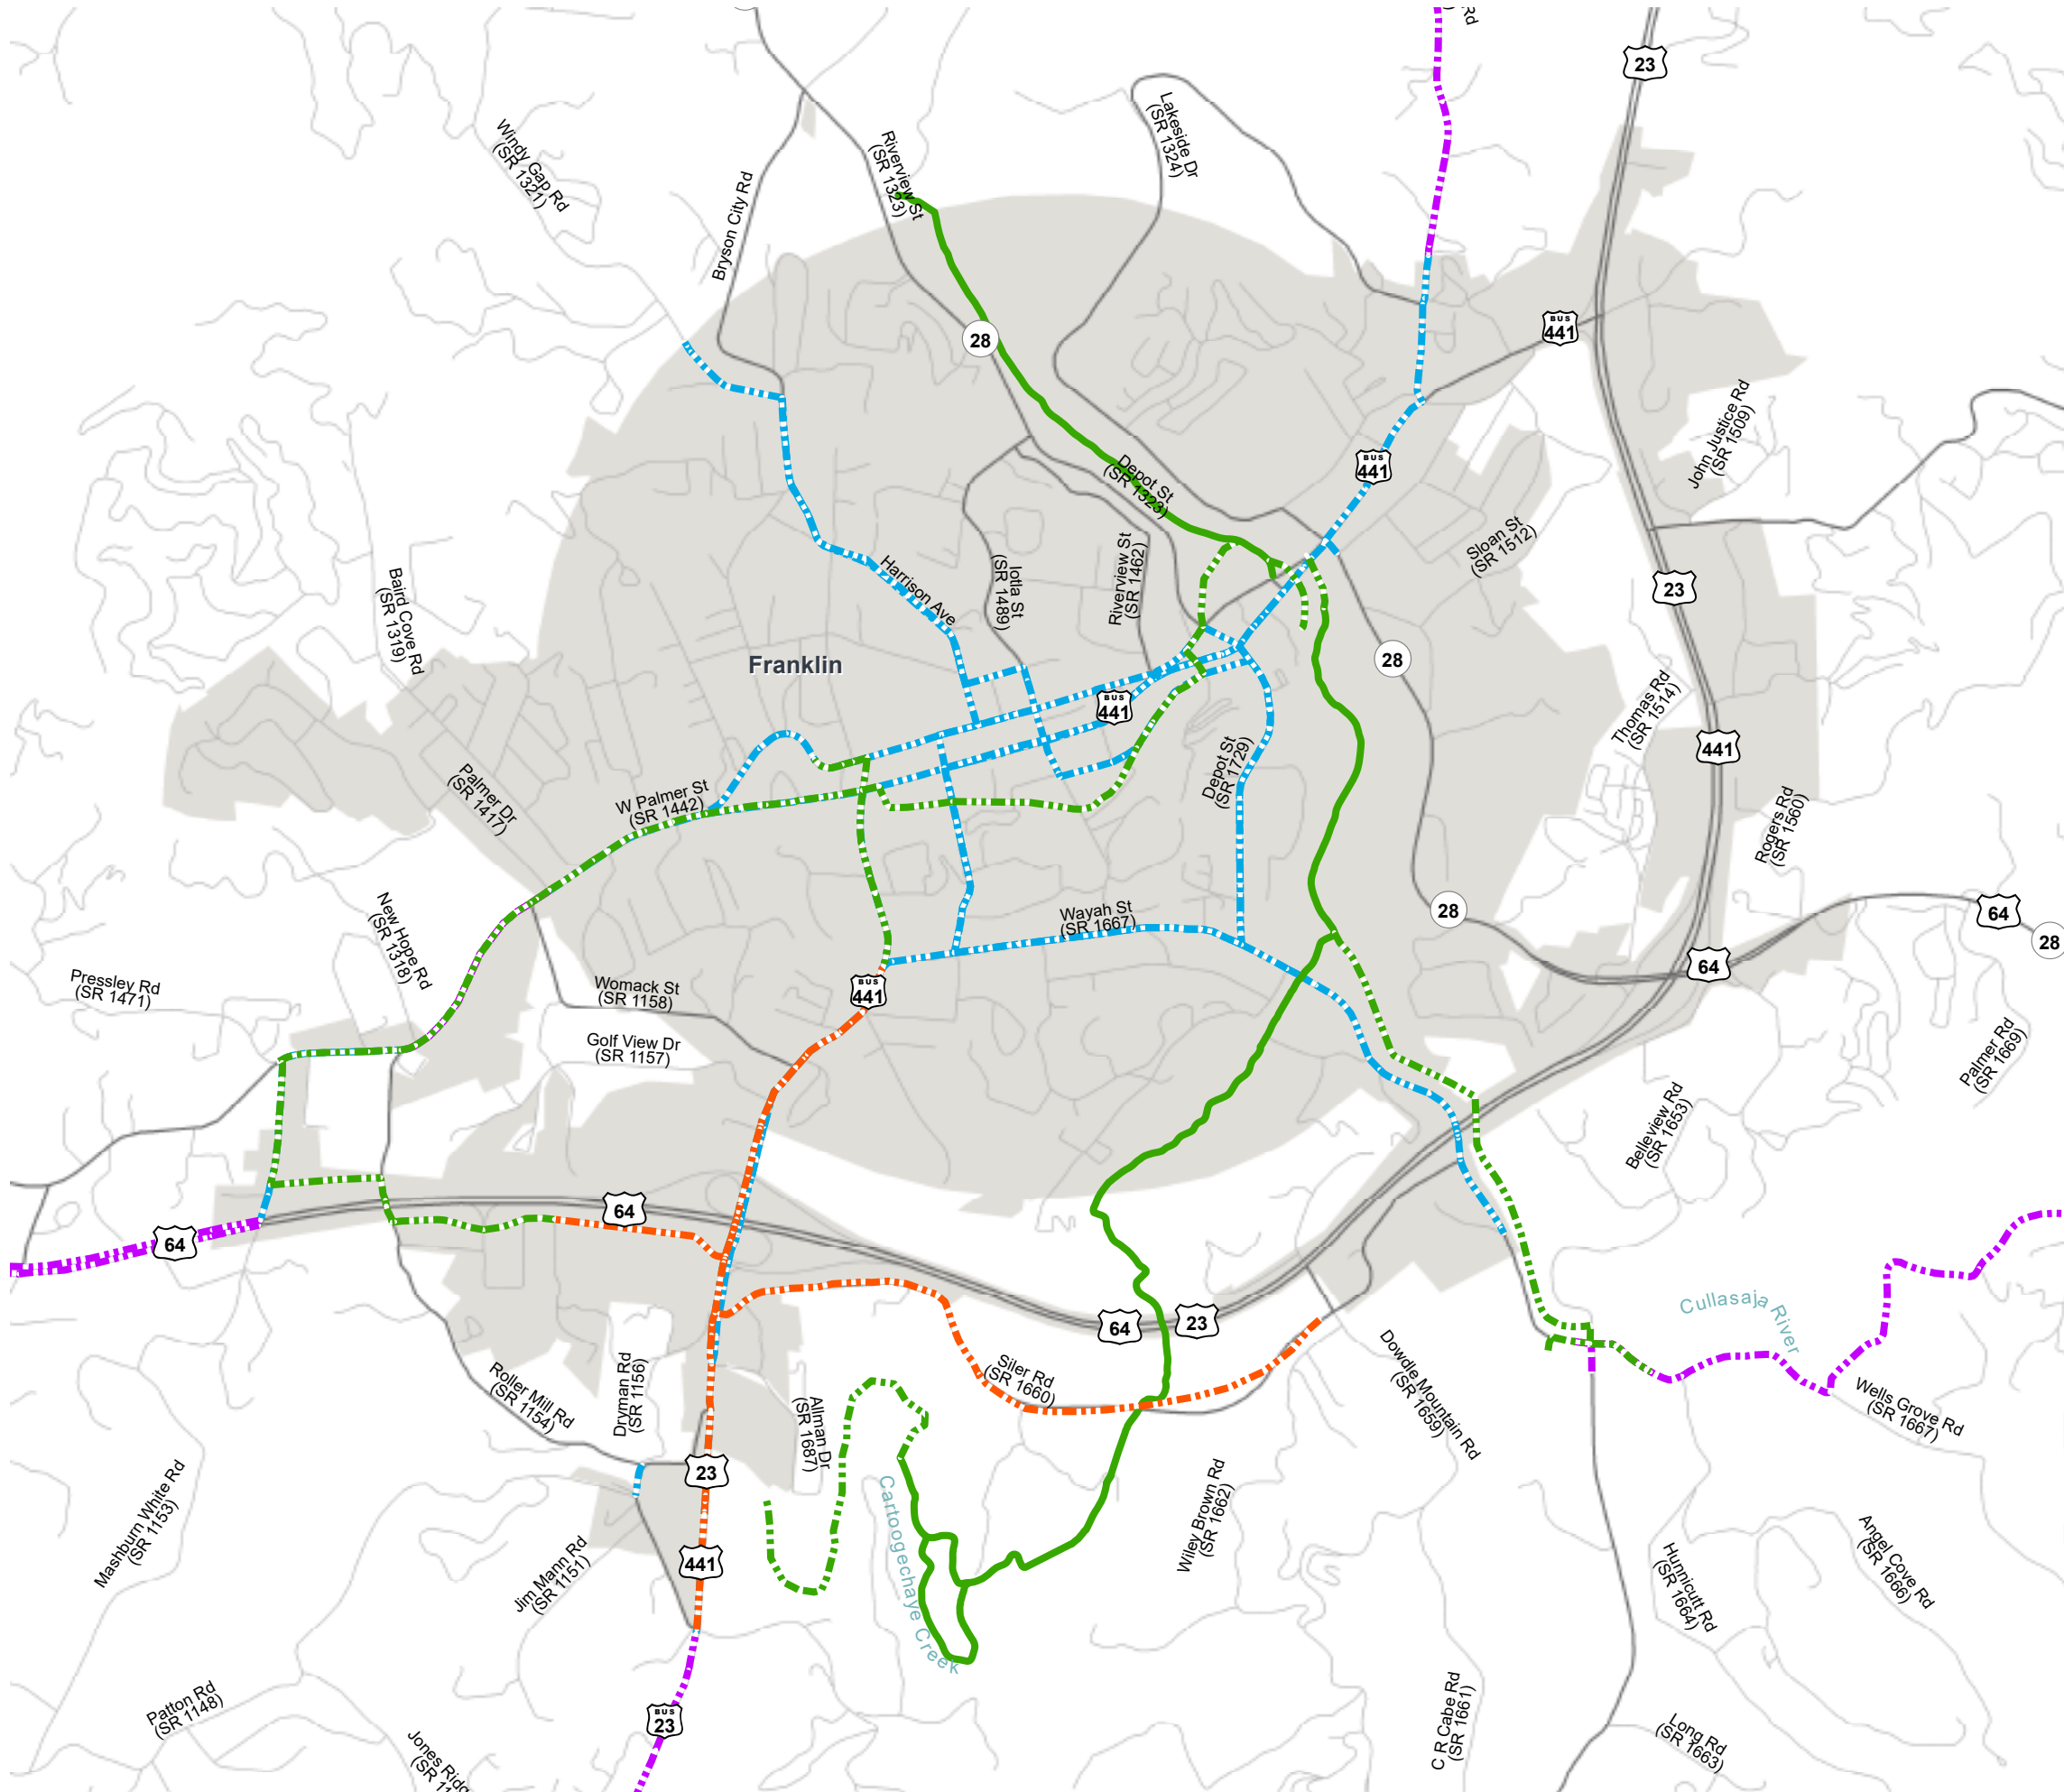 Rd
23
Lakeside Dr
(SR 1324)
Windy Gap Rd
(SR 1321)
Riverview St
(SR 1323)
Bryson City Rd
BUS
441
28
John Justice Rd
(SR 1509)
BUS
441
Depot St
(SR 1323)
Sloan St
(SR 1512)
Harrison Ave
Iotla St
(SR 1489)
Riverview St
(SR 1462)
23
Baird Cove Rd
(SR 1319)
Franklin
28
Thomas Rd
(SR 1514)
BUS
441
441
Depot St
(SR 1729)
Palmer Dr
(SR 1417)
W Palmer St
(SR 1442)
Rogers Rd
(SR 1560)
New Hope Rd
(SR 1318)
Wayah St
(SR 1667)
28
64
28
64
Pressley Rd
(SR 1471)
Womack St
(SR 1158)
BUS
441
Golf View Dr
(SR 1157)
Palmer Rd
(SR 1669)
Belleview Rd
(SR 1653)
64
64
Cullasaja River
64
23
Siler Rd
(SR 1660)
Dowdle Mountain Rd
(SR 1659)
Roller Mill Rd
(SR 1154)
Dryman Rd
(SR 1156)
Allman Dr
(SR 1687)
Wells Grove Rd
(SR 1667)
23
Mashburn White Rd
(SR 1153)
Cartoogechaye Creek
Wiley Brown Rd
(SR 1662)
Jim Mann Rd
(SR 1151)
441
Hunnicutt Rd
(SR 1664)
Angel Cove Rd
(SR 1666)
Patton Rd
(SR 1148)
BUS
23
C R Cabe Rd
(SR 1661)
Long Rd
(SR 1663)
Jones Ridg
(SR 11